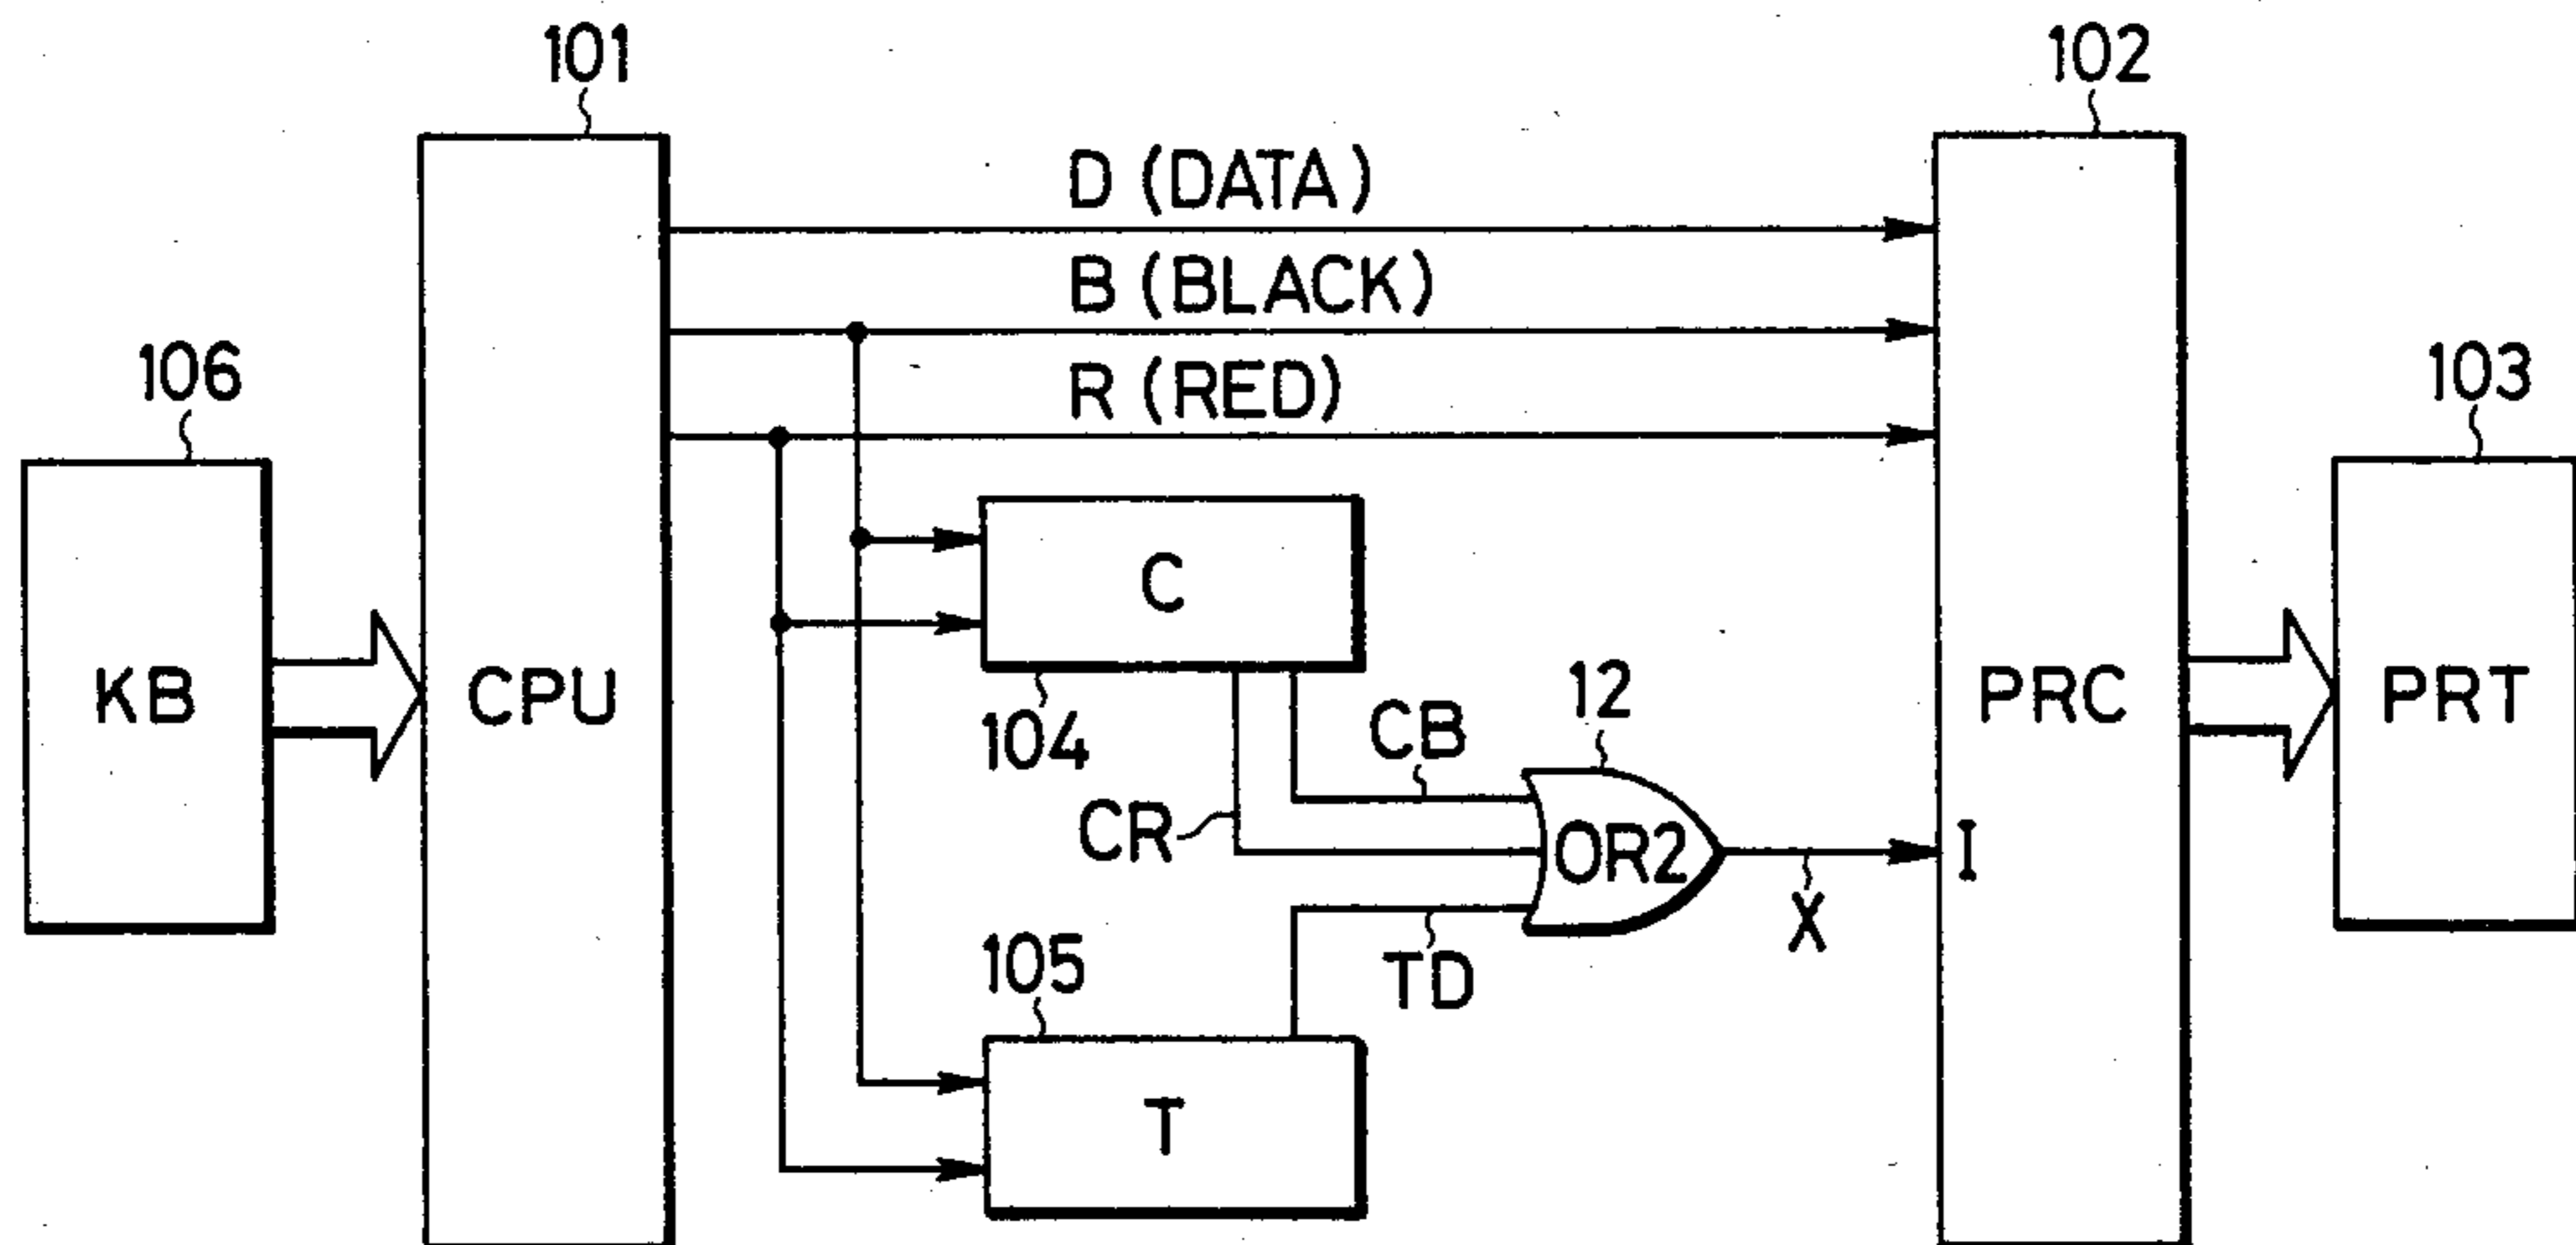 101
102
D (DATA)
B (BLACK)
106
R (RED)
103
C
KB
CPU
104
CB
12
PRC
PRT
CR
OR2
I
X
105
TD
T